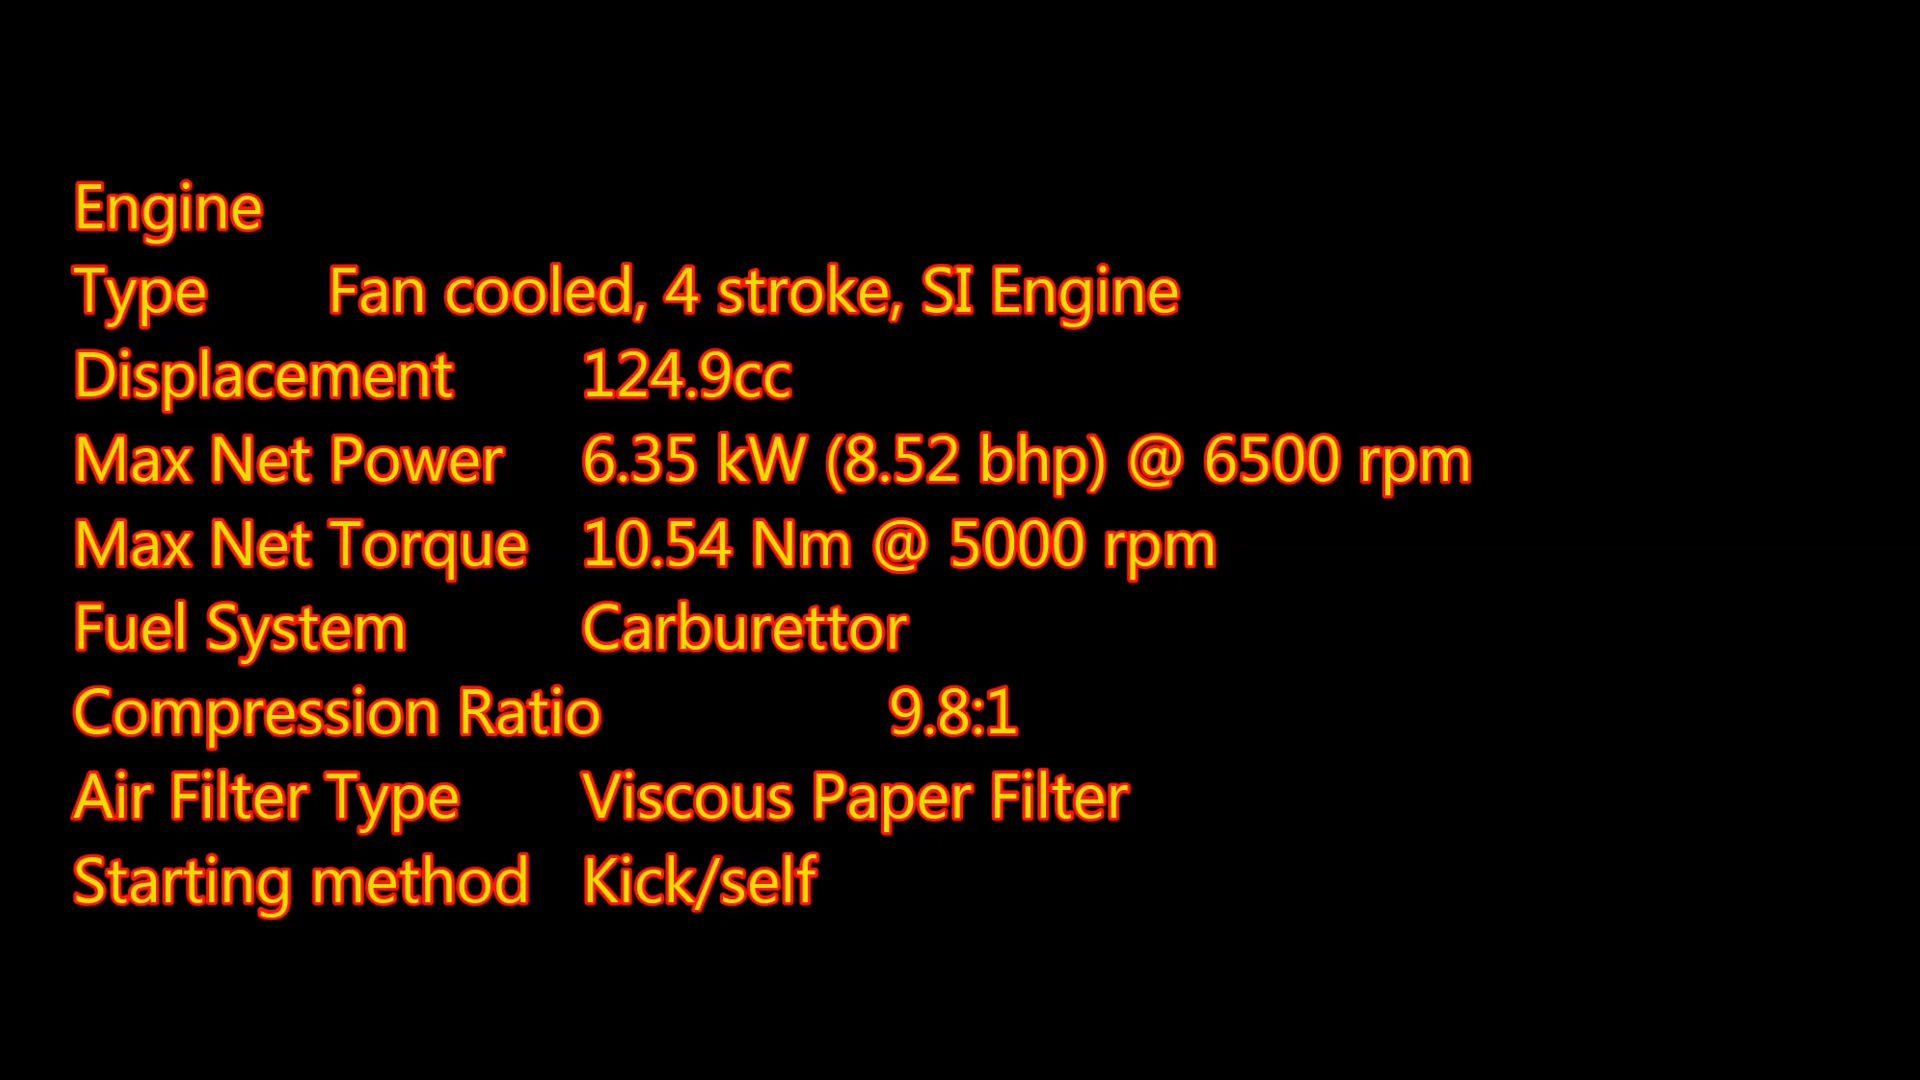 Engine
Type Fan cooled, 4 stroke, SI Engine
Displacement 124.9cc
Max Net Power 6.35 kW (8.52 bhp) @ 6500 rpm
Max Net Torque 10.54 Nm @ 5000 rpm
Fuel System Carburettor
Compression Ratio 9.8:1
Air Filter Type Viscous Paper Filter
Starting method Kick/self